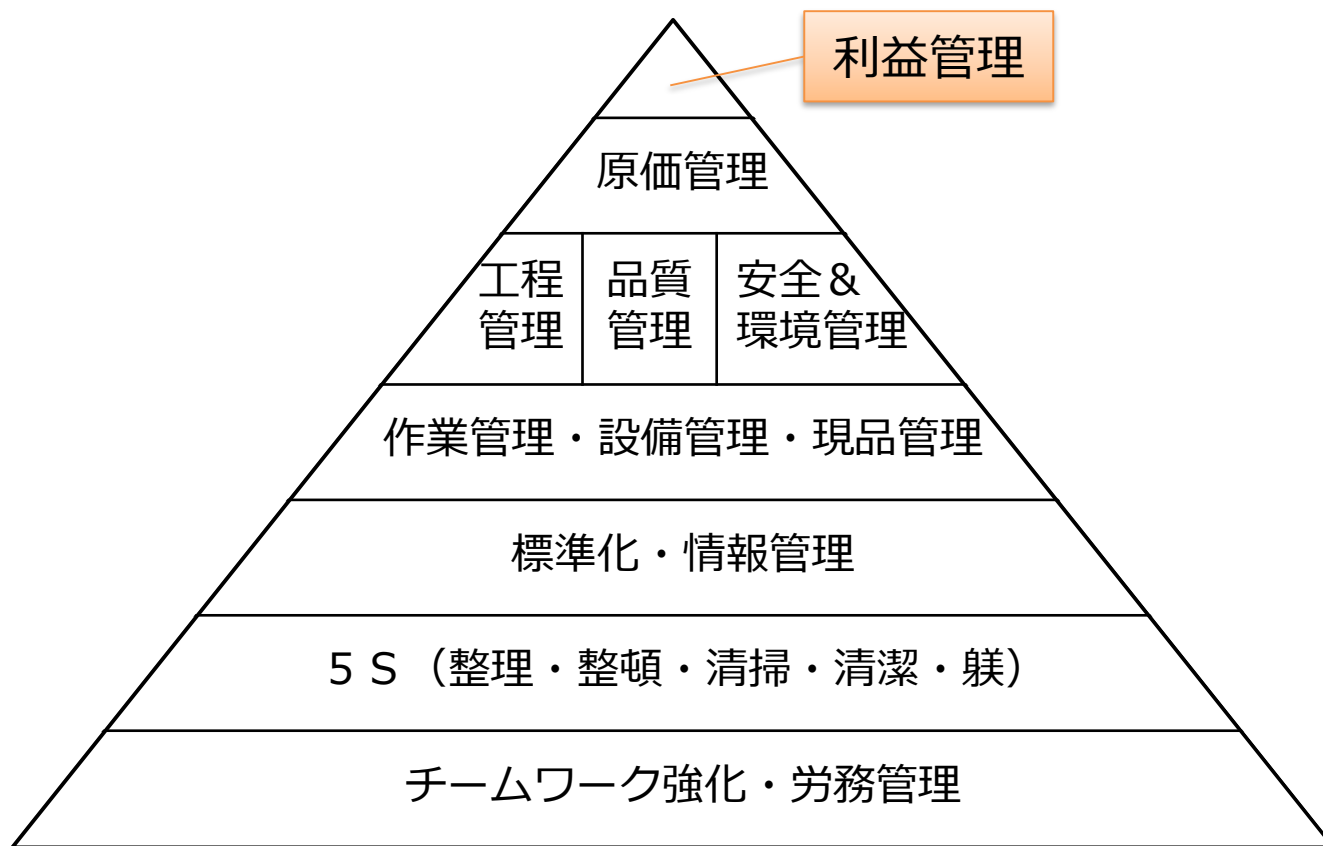 利益管理
原価管理
工程
管理
品質
管理
安全＆
環境管理
作業管理・設備管理・現品管理
標準化・情報管理
５Ｓ（整理・整頓・清掃・清潔・躾）
チームワーク強化・労務管理